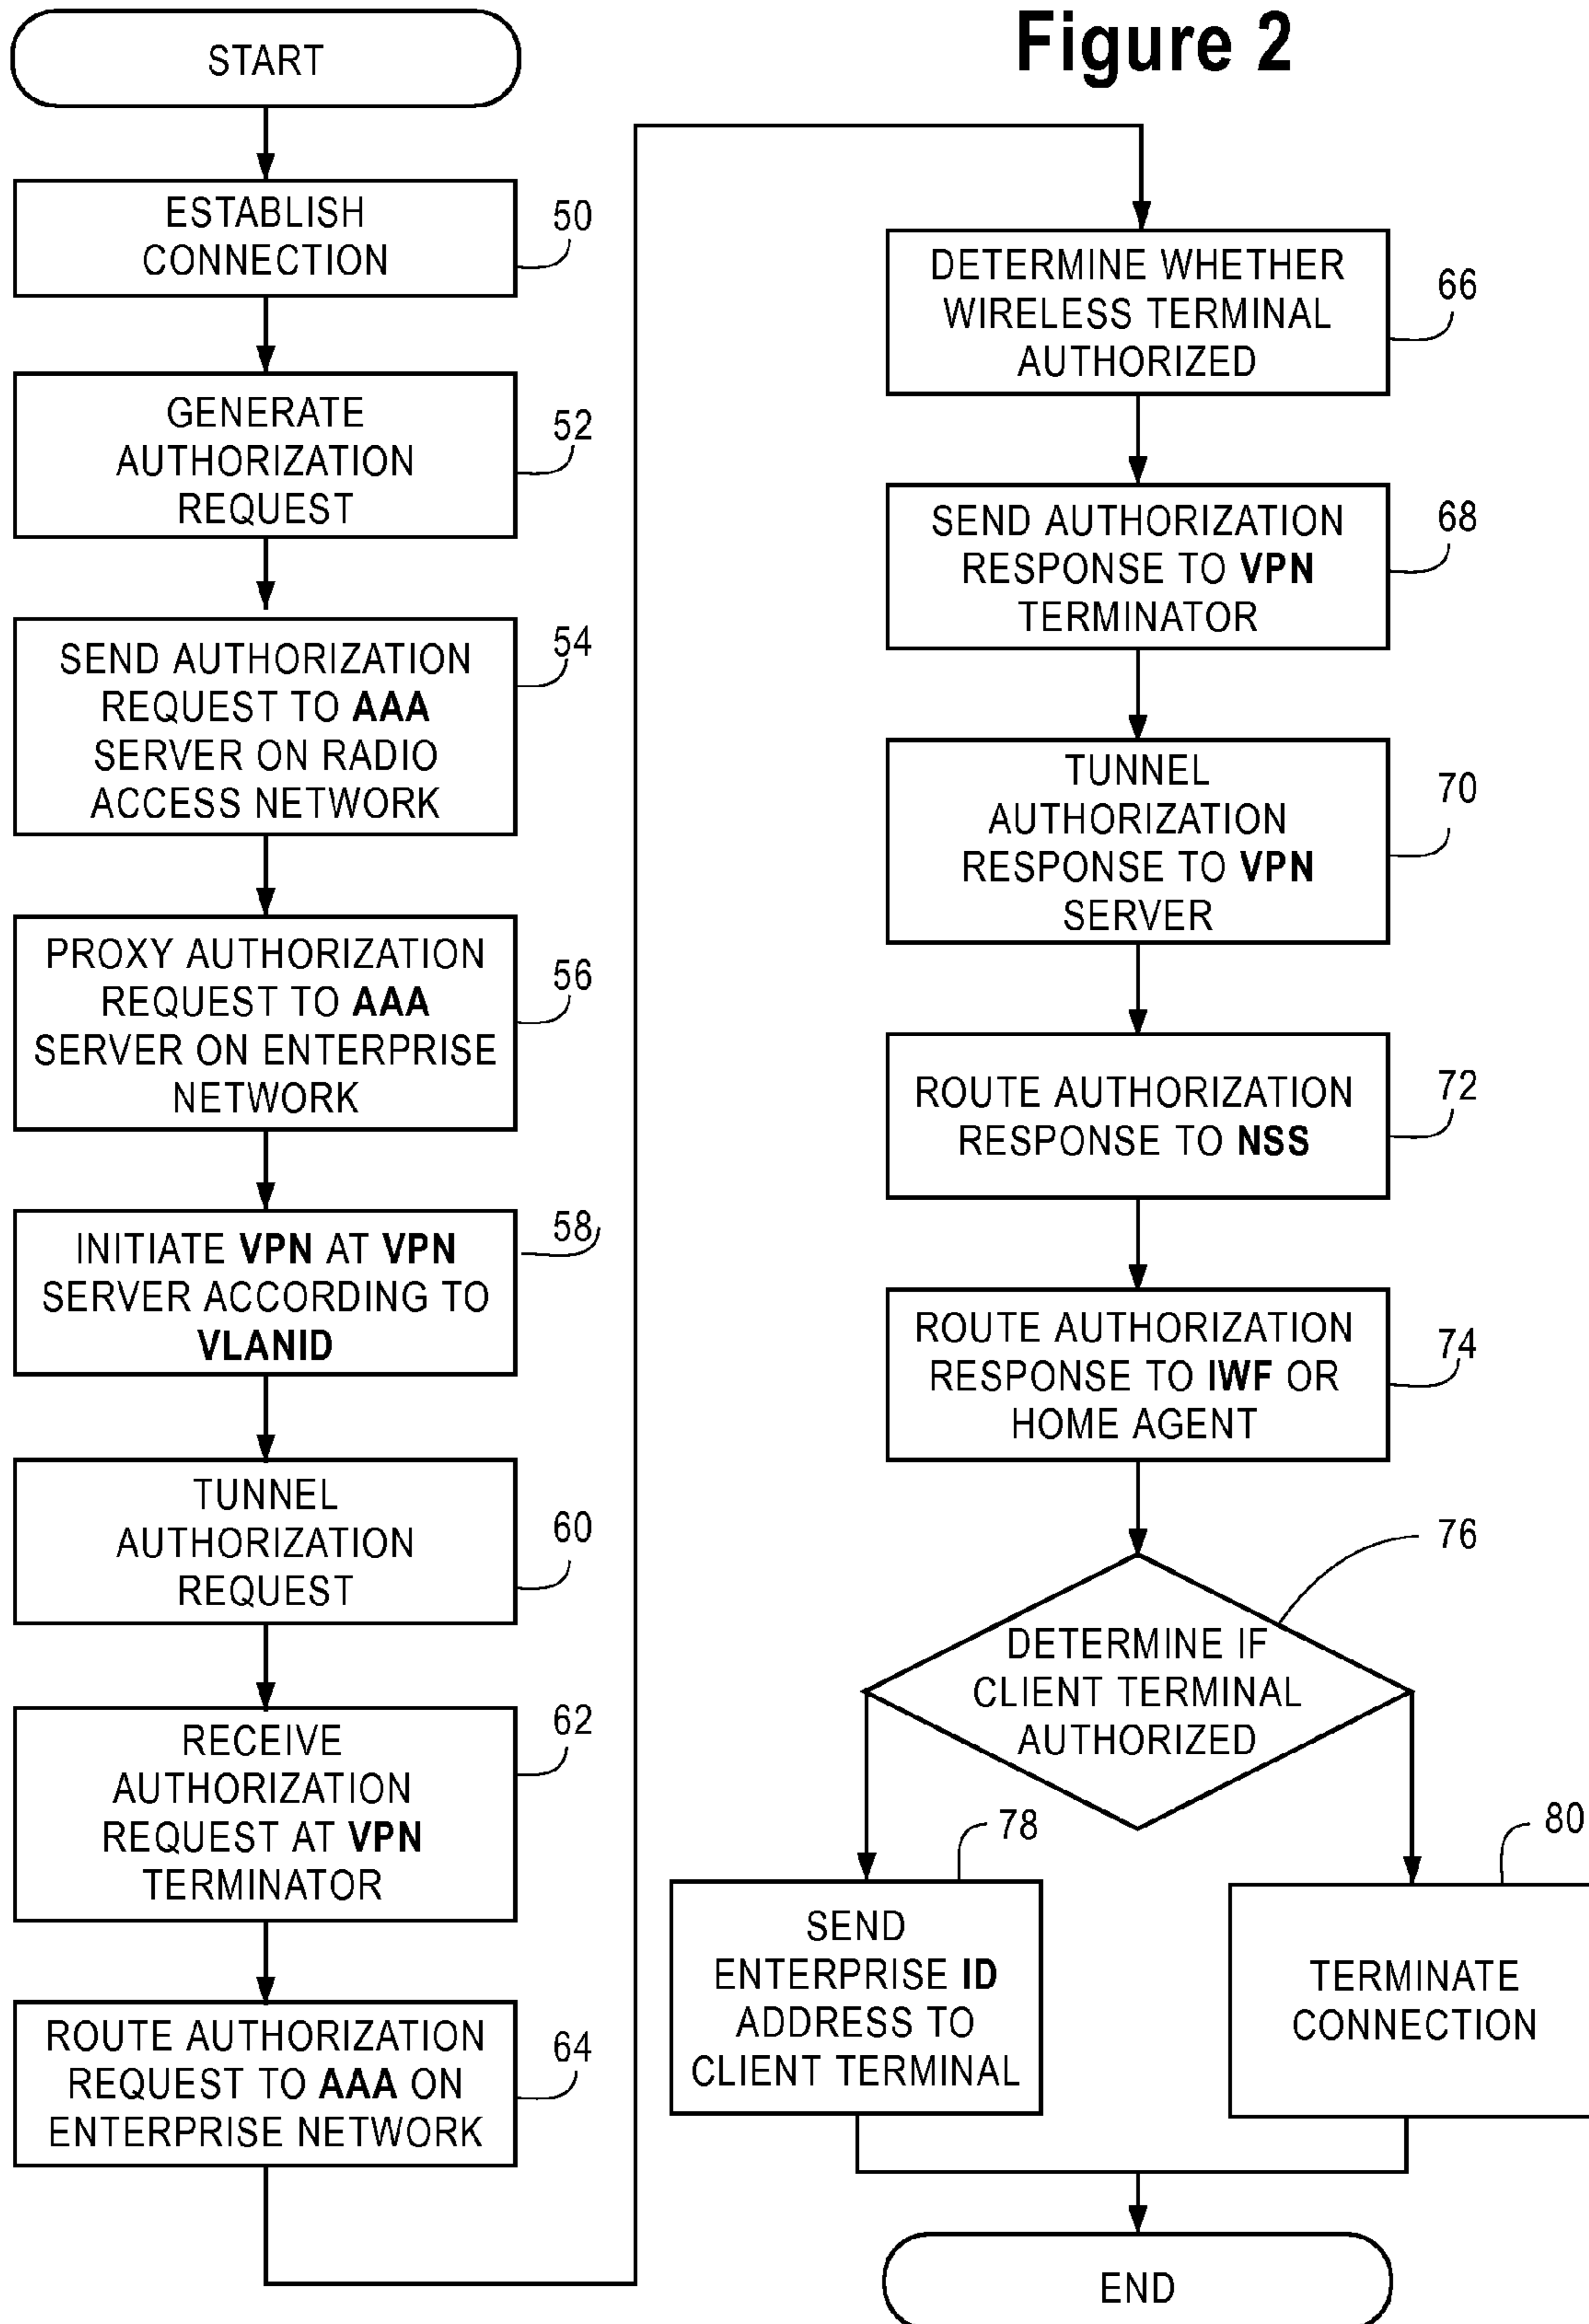 Figure 2
START
ESTABLISH
CONNECTION
50
GENERATE
AUTHORIZATION
REQUEST
52
SEND AUTHORIZATION
REQUEST TO AAA
SERVER ON RADIO
ACCESS NETWORK
54
PROXY AUTHORIZATION
REQUEST TO AAA
SERVER ON ENTERPRISE
NETWORK
56
INITIATE VPN AT VPN
SERVER ACCORDING TO
VLANID
58
TUNNEL
AUTHORIZATION
REQUEST
60
RECEIVE
AUTHORIZATION
REQUEST AT VPN
TERMINATOR
62
ROUTE AUTHORIZATION
REQUEST TO AAA ON
ENTERPRISE NETWORK
64
DETERMINE WHETHER
WIRELESS TERMINAL
AUTHORIZED
66
SEND AUTHORIZATION
RESPONSE TO VPN
TERMINATOR
68
TUNNEL
AUTHORIZATION
RESPONSE TO VPN
SERVER
70
ROUTE AUTHORIZATION
RESPONSE TO NSS
72
ROUTE AUTHORIZATION
RESPONSE TO IWF OR
HOME AGENT
74
DETERMINE IF
CLIENT TERMINAL
AUTHORIZED
76
SEND
ENTERPRISE ID
ADDRESS TO
CLIENT TERMINAL
78
TERMINATE
CONNECTION
80
END